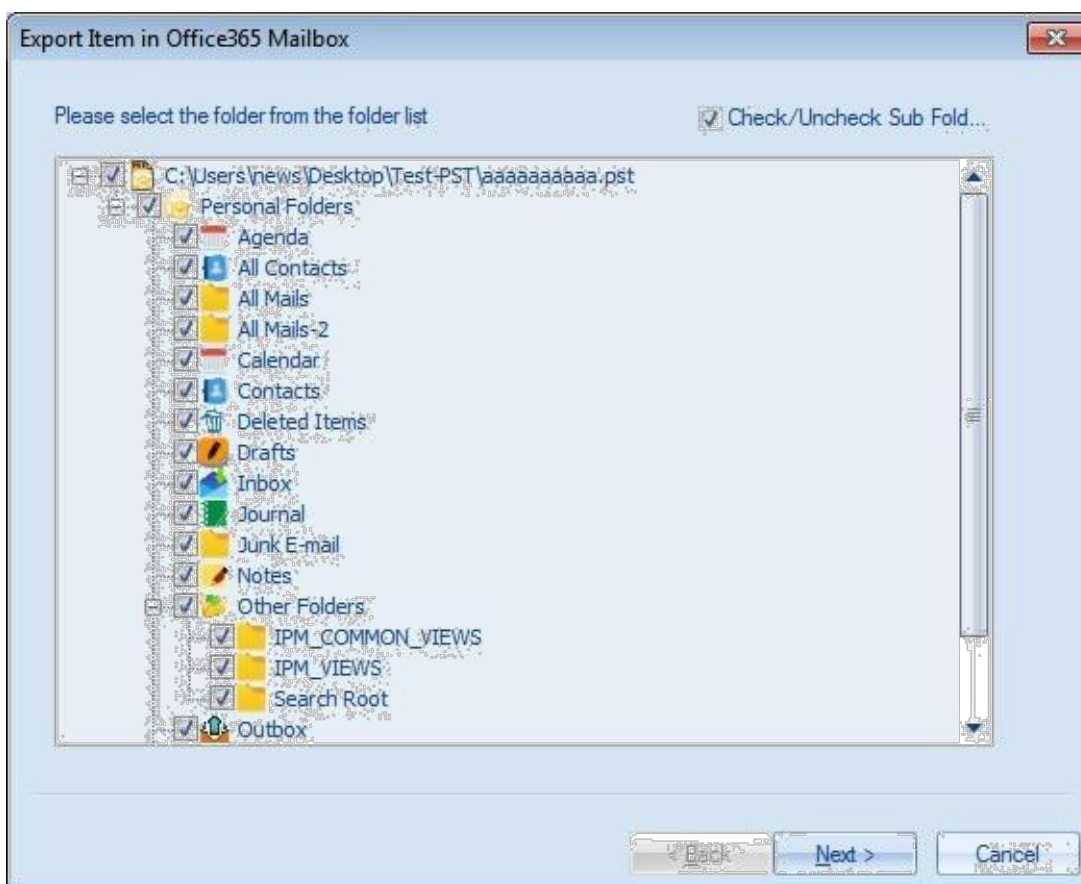 Export Item in Office365 Mailbox
Please select the folder from the folder list
Check/Uncheck Sub Fold...
C:\Users\news\Desktop\Test-PST\aaaaaaaaaa.pst
Personal Folders
Agenda
All Contacts
All Mails
All Mails-2
Calendar
Contacts
Deleted Items
Drafts
Inbox
Journal
Junk E-mail
Notes
Other Folders
IPM_COMMON_VIEWS
IPM_VIEWS
Search Root
Outbox
< Back
Next >
Cancel